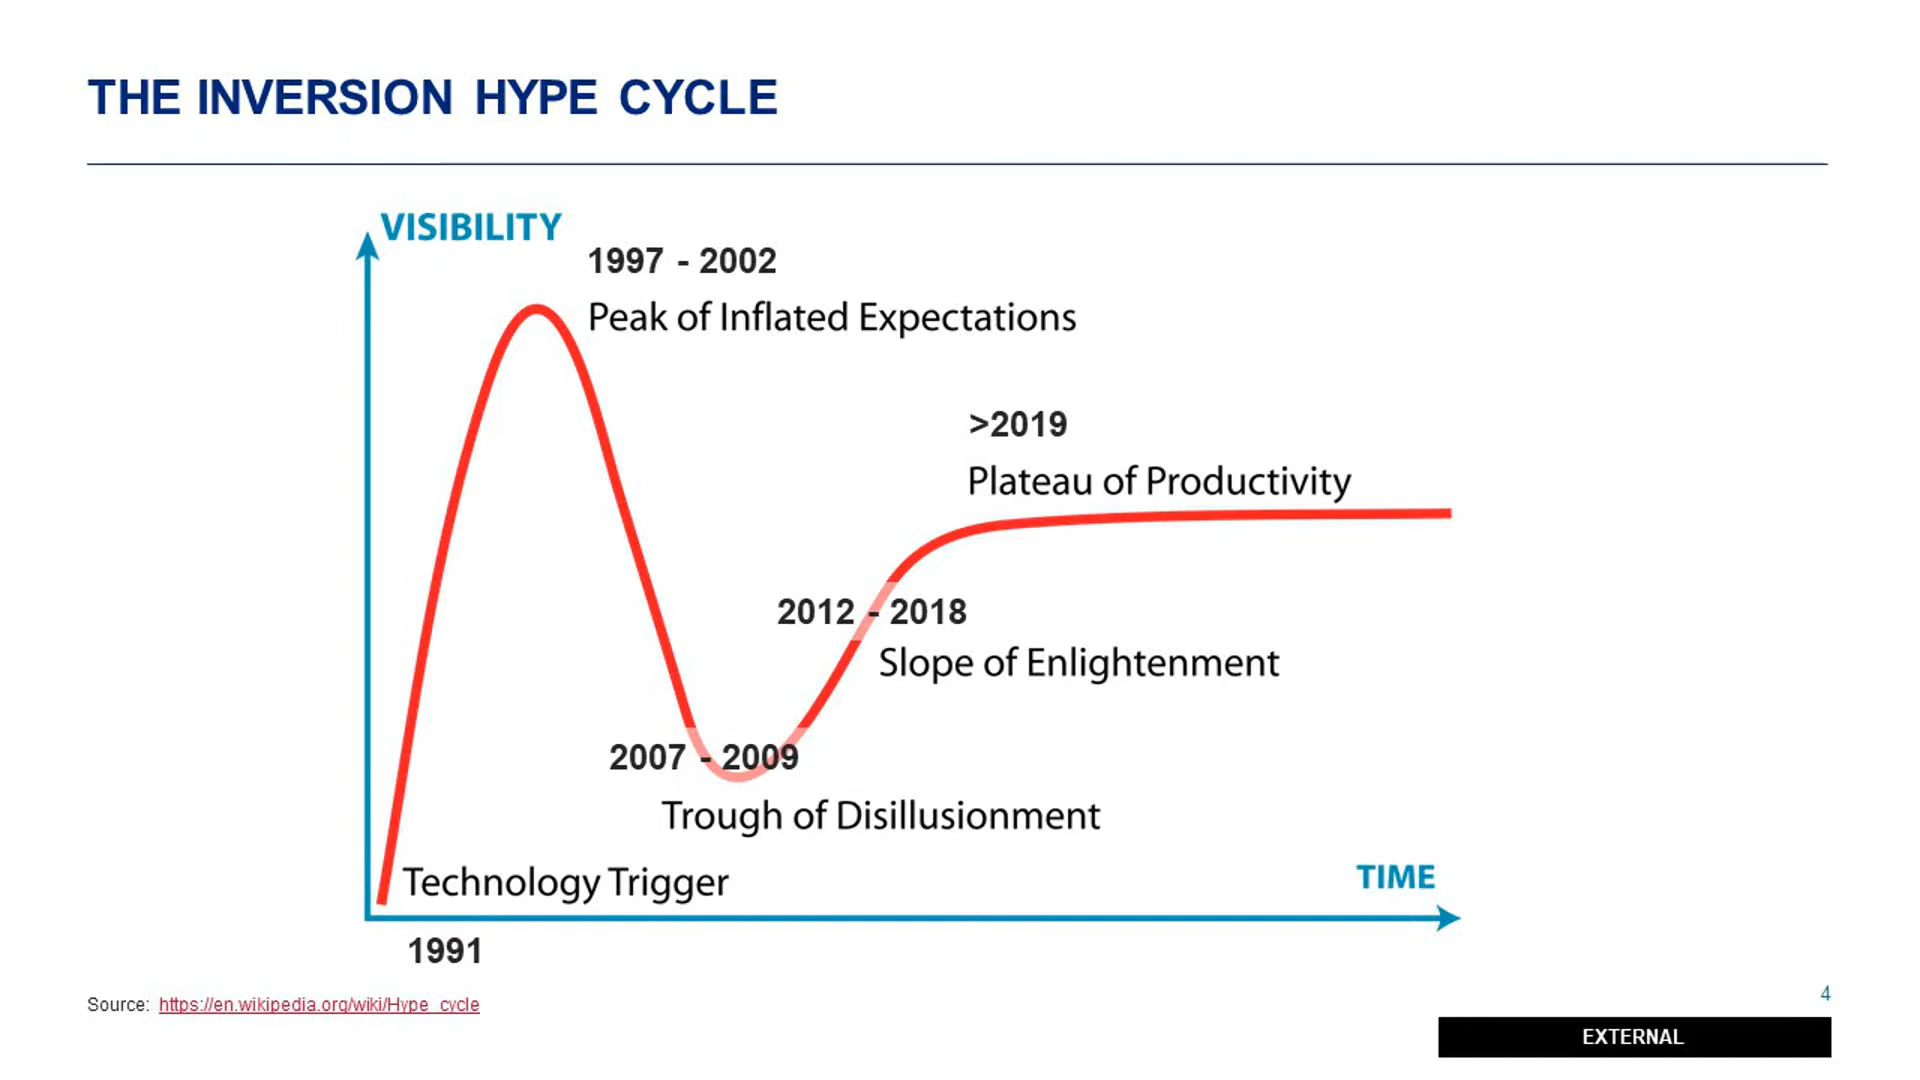 THE INVERSION HYPE CYCLE
VISIBILITY
1997 - 2002
Peak of Inflated Expectations
>2019
Plateau of Productivity
2012 - 2018
Slope of Enlightenment
2007 - 2009
Trough of Disillusionment
Technology Trigger
TIME
1991
Source: https://en.wikipedia.org/wiki/Hype_cycle
4
EXTERNAL